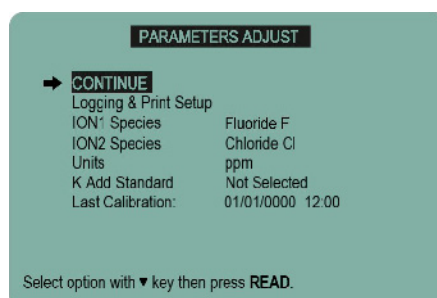 PARAMETERS ADJUST
CONTINUE
Logging & Print Setup
ION1 Species Fluoride F
ION2 Species Chloride Cl
Units ppm
K Add Standard Not Selected
Last Calibration: 01/01/0000 12:00
Select option with ▼ key then press READ.